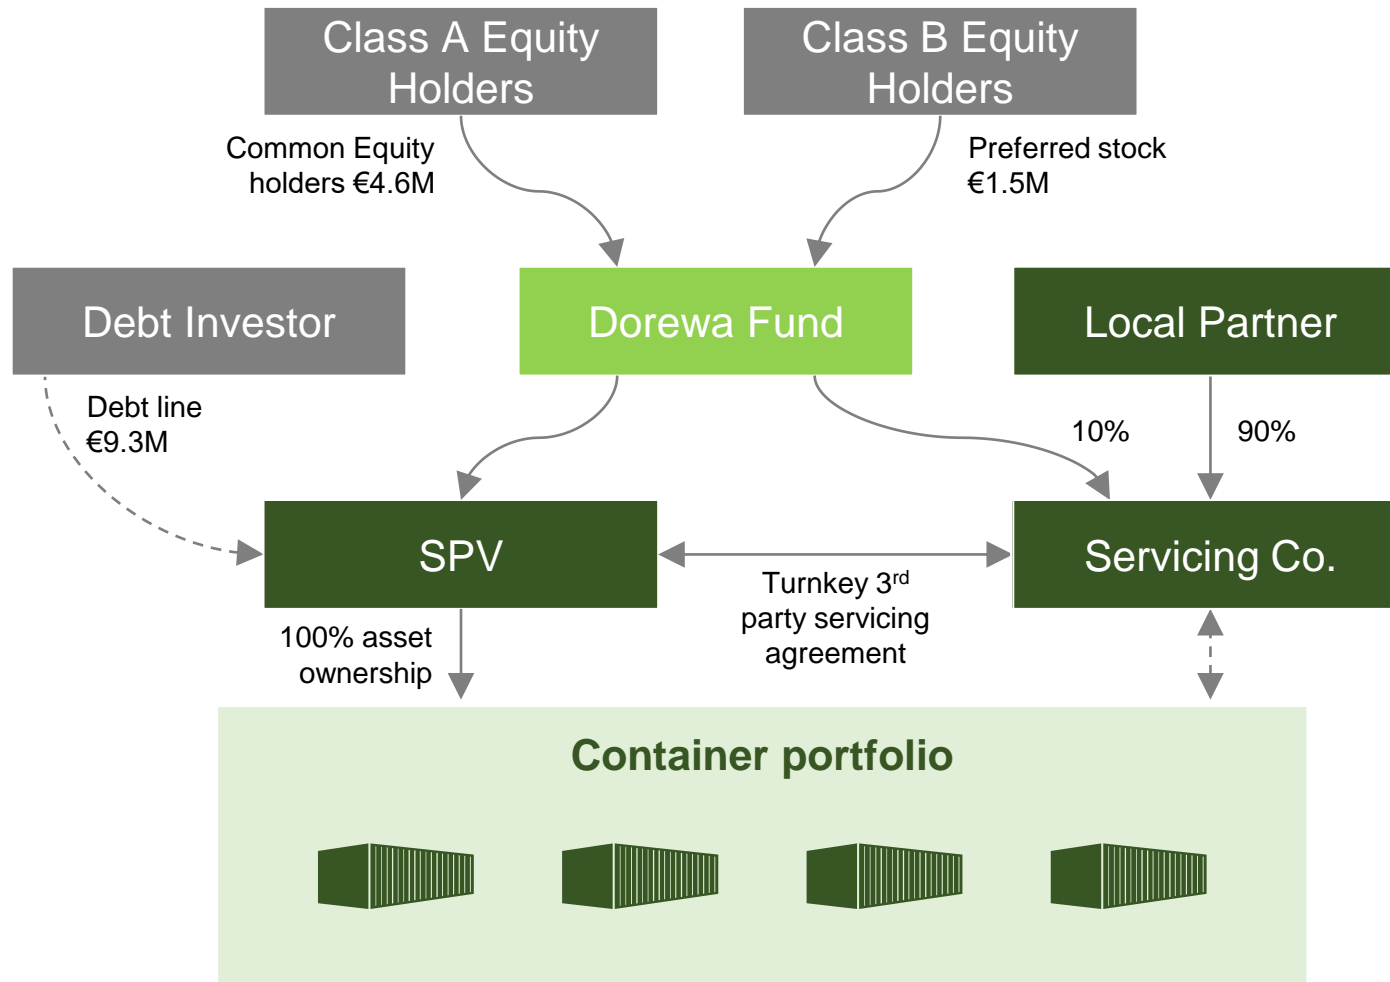 Class A Equity
Holders
Class B Equity
Holders
Common Equity
holders €4.6M
Preferred stock
€1.5M
Debt Investor
Dorewa Fund
Local Partner
Debt line
€9.3M
10%
90%
SPV
Servicing Co.
Turnkey 3rd
party servicing
agreement
100% asset
ownership
Container portfolio